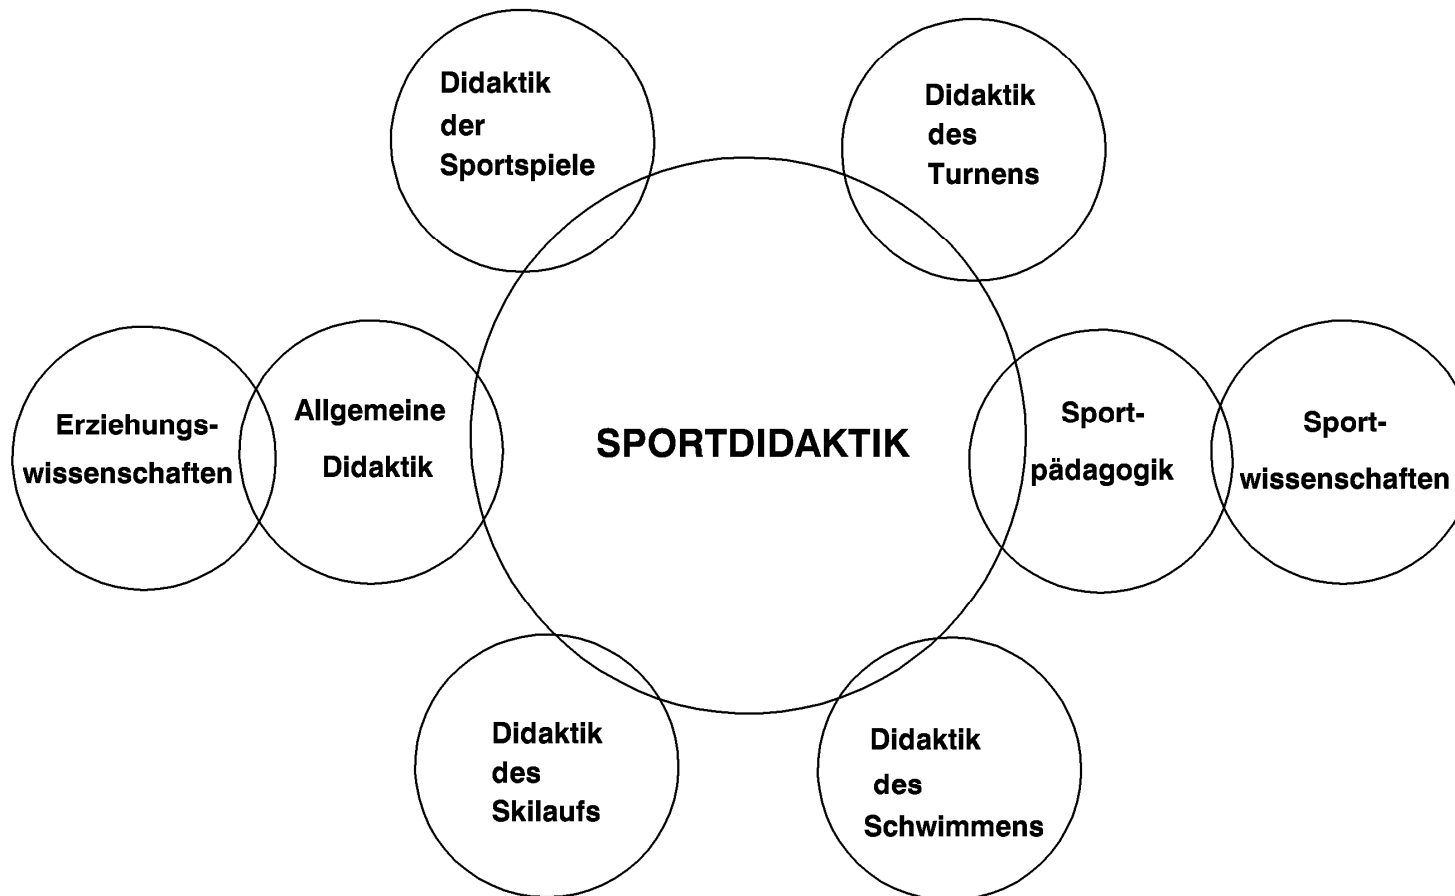 Didaktik
der
Sportspiele
Didaktik
des
Turnens
Erziehungs-
wissenschaften
Allgemeine
Didaktik
SPORTDIDAKTIK
Sport-
pädagogik
Sport-
wissenschaften
Didaktik
des
Skilaufs
Didaktik
des
Schwimmens